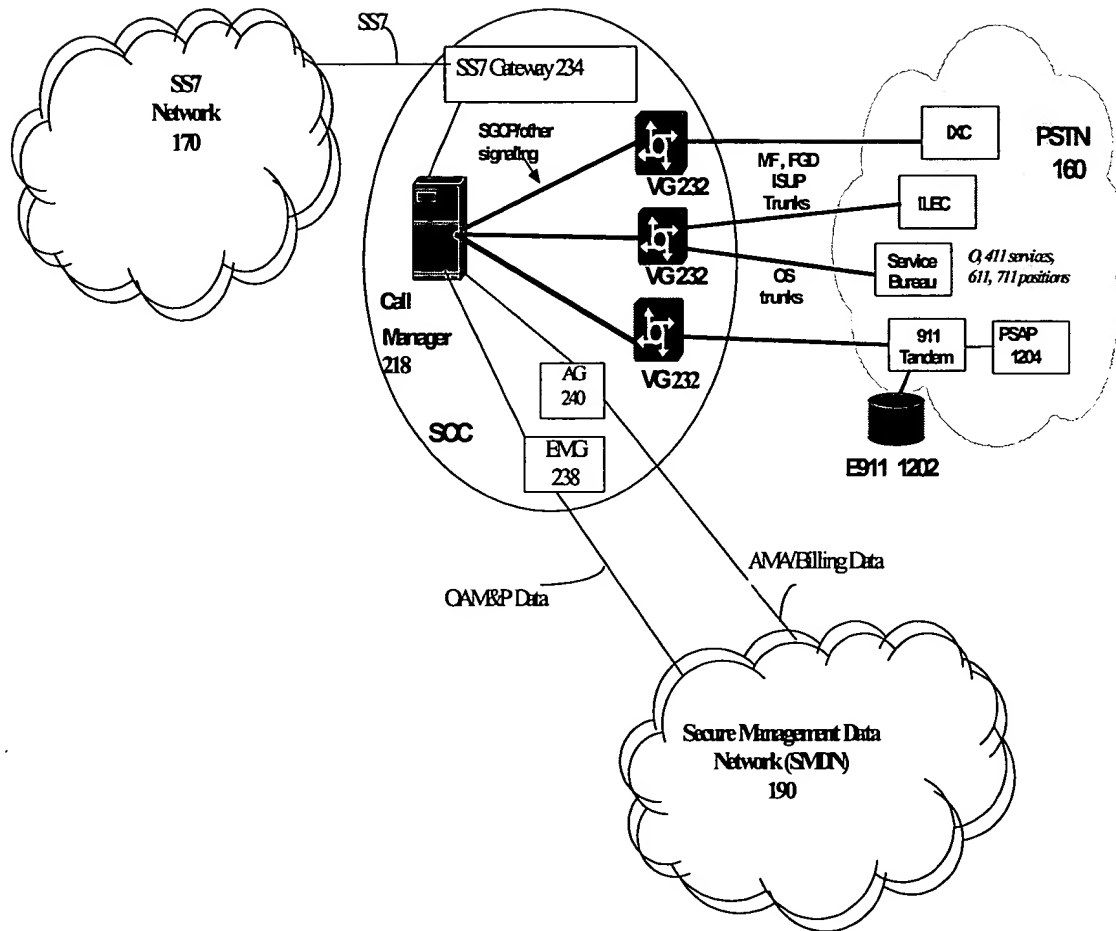 SS7
SS7
Network
170
SS7 Gateway 234
SGCP/other
signalling
VG 232
VG 232
VG 232
Call
Manager
218
SOC
AG
240
EMG
238
MF, FGD
ISUP
Trunks
OS
trunks
IXC
PSTN
160
ILEC
Service
Bureau
O, 411 services,
611, 711 positions
911
Tandem
PSAP
1204
E911 1202
OAM&P Data
AMA/Billing Data
Secure Management Data
Network (SMDN)
190